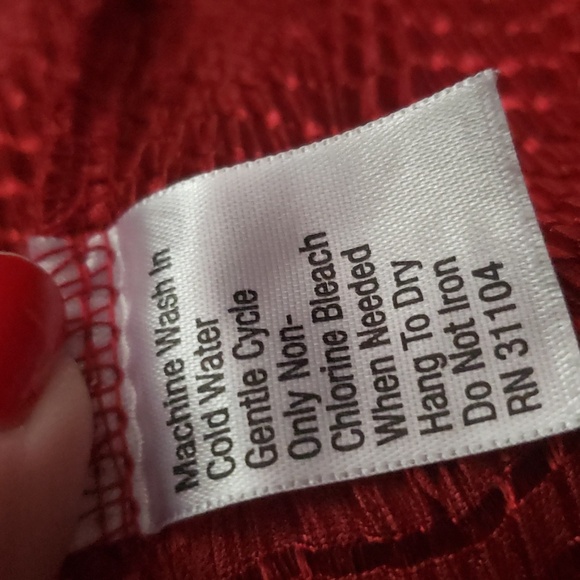 Machine Wash In
Cold Water
Gentle Cycle
Only Non-
Chlorine Bleach
When Needed
Hang To Dry
Do Not Iron
RN 31104